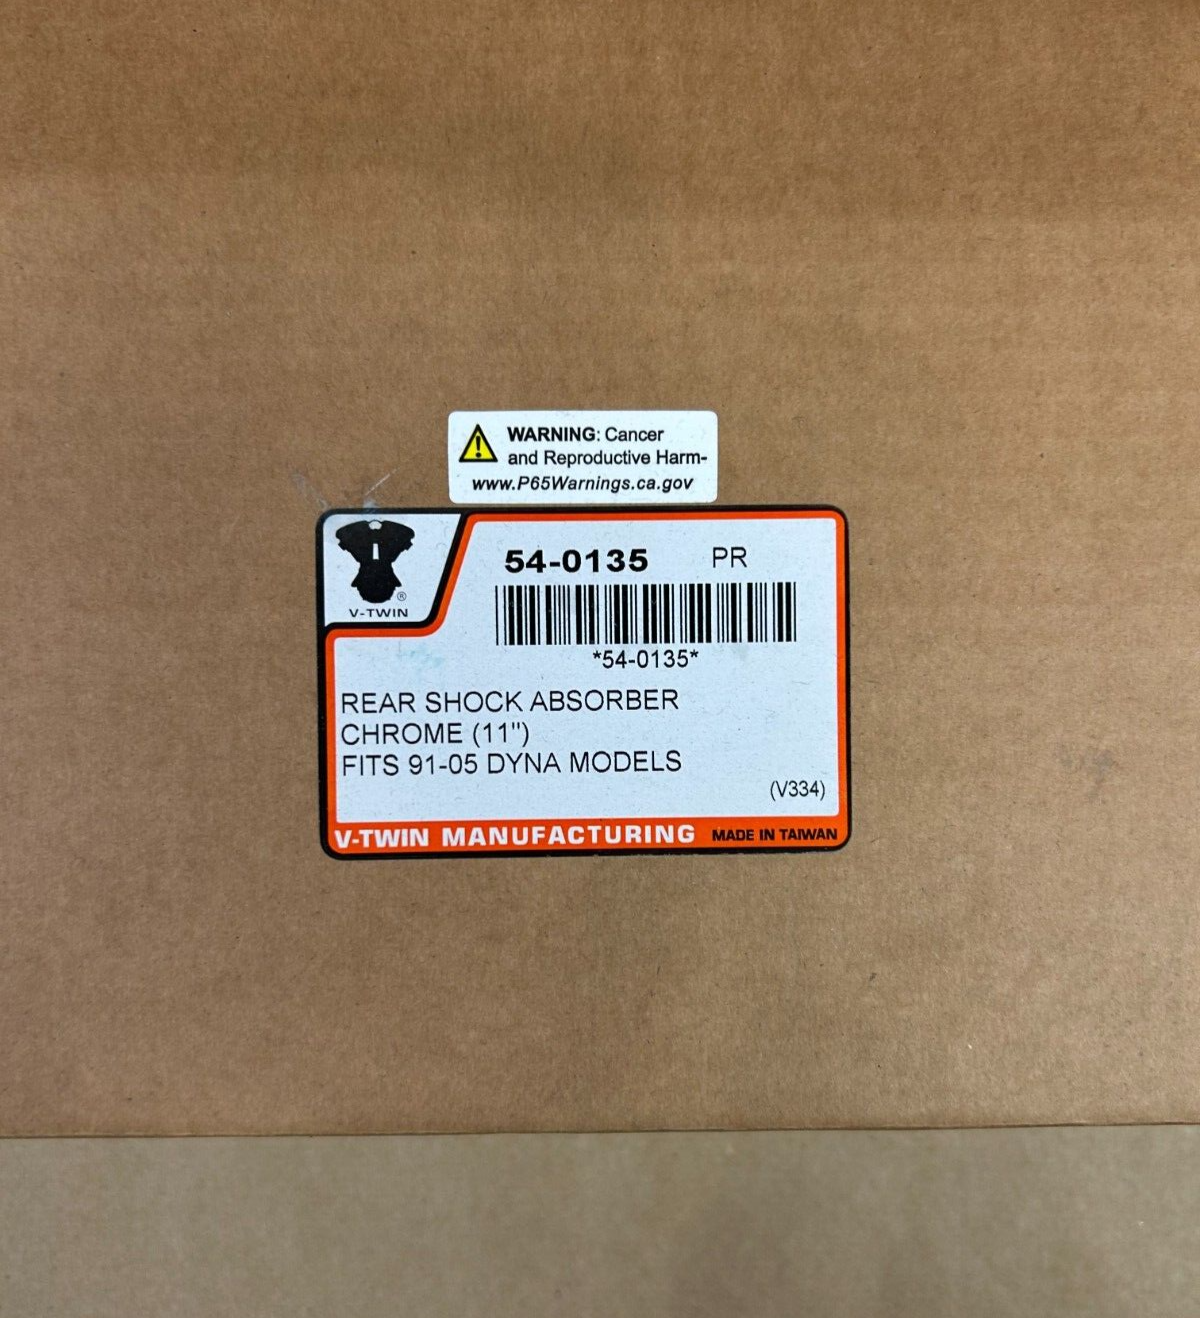 WARNING: Cancer
and Reproductive Harm-
www.P65Warnings.ca.gov
V-TWIN
®
54-0135 PR
*54-0135*
REAR SHOCK ABSORBER
CHROME (11")
FITS 91-05 DYNA MODELS
(V334)
V-TWIN MANUFACTURING MADE IN TAIWAN